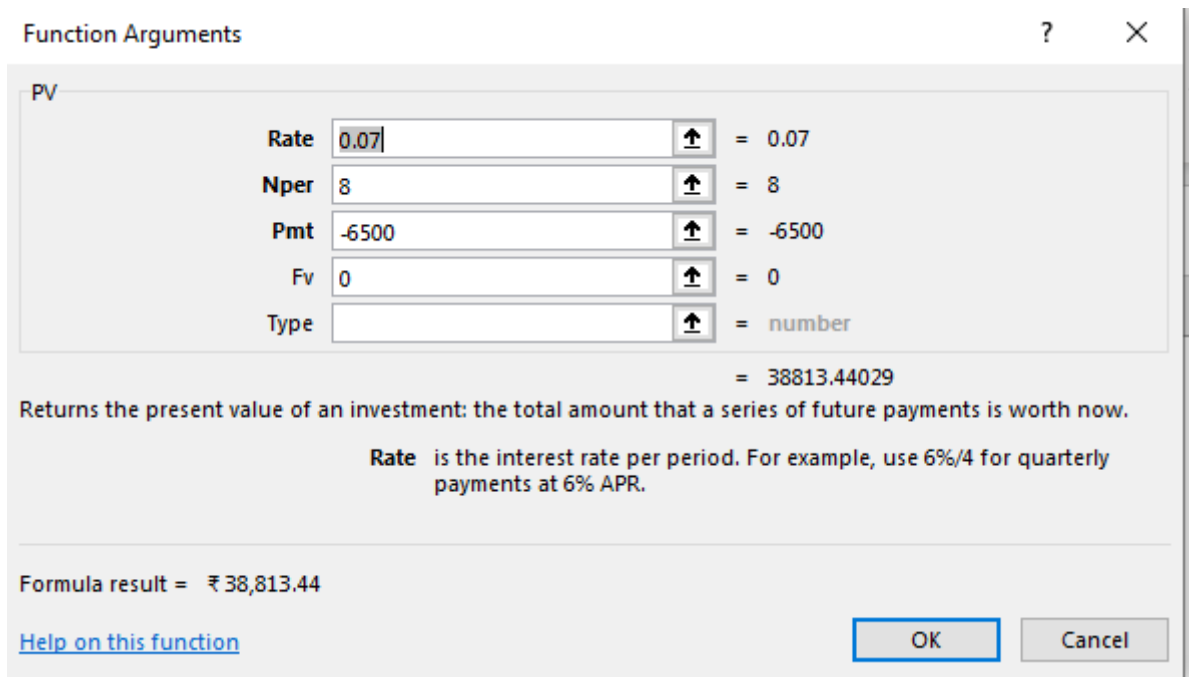 Function Arguments ? ×
PV
Rate 0.07 = 0.07
Nper 8 = 8
Pmt -6500 = -6500
Fv 0 = 0
Type = number
= 38813.44029
Returns the present value of an investment: the total amount that a series of future payments is worth now.
Rate is the interest rate per period. For example, use 6%/4 for quarterly
payments at 6% APR.
Formula result = ₹ 38,813.44
Help on this function OK Cancel